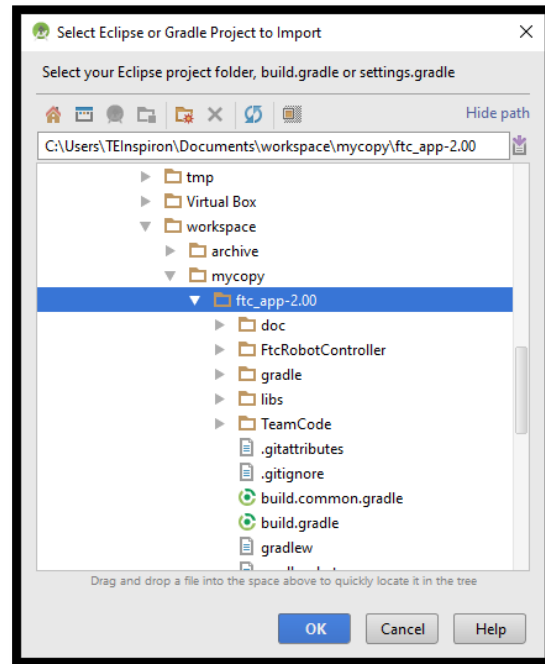 Select Eclipse or Gradle Project to Import
Select your Eclipse project folder, build.gradle or settings.gradle
Hide path
C:\Users\TEInspiron\Documents\workspace\mycopy\ftc_app-2.00
tmp
Virtual Box
workspace
archive
mycopy
ftc_app-2.00
doc
FtcRobotController
gradle
libs
TeamCode
.gitattributes
.gitignore
build.common.gradle
build.gradle
gradlew
Drag and drop a file into the space above to quickly locate it in the tree
OK Cancel Help